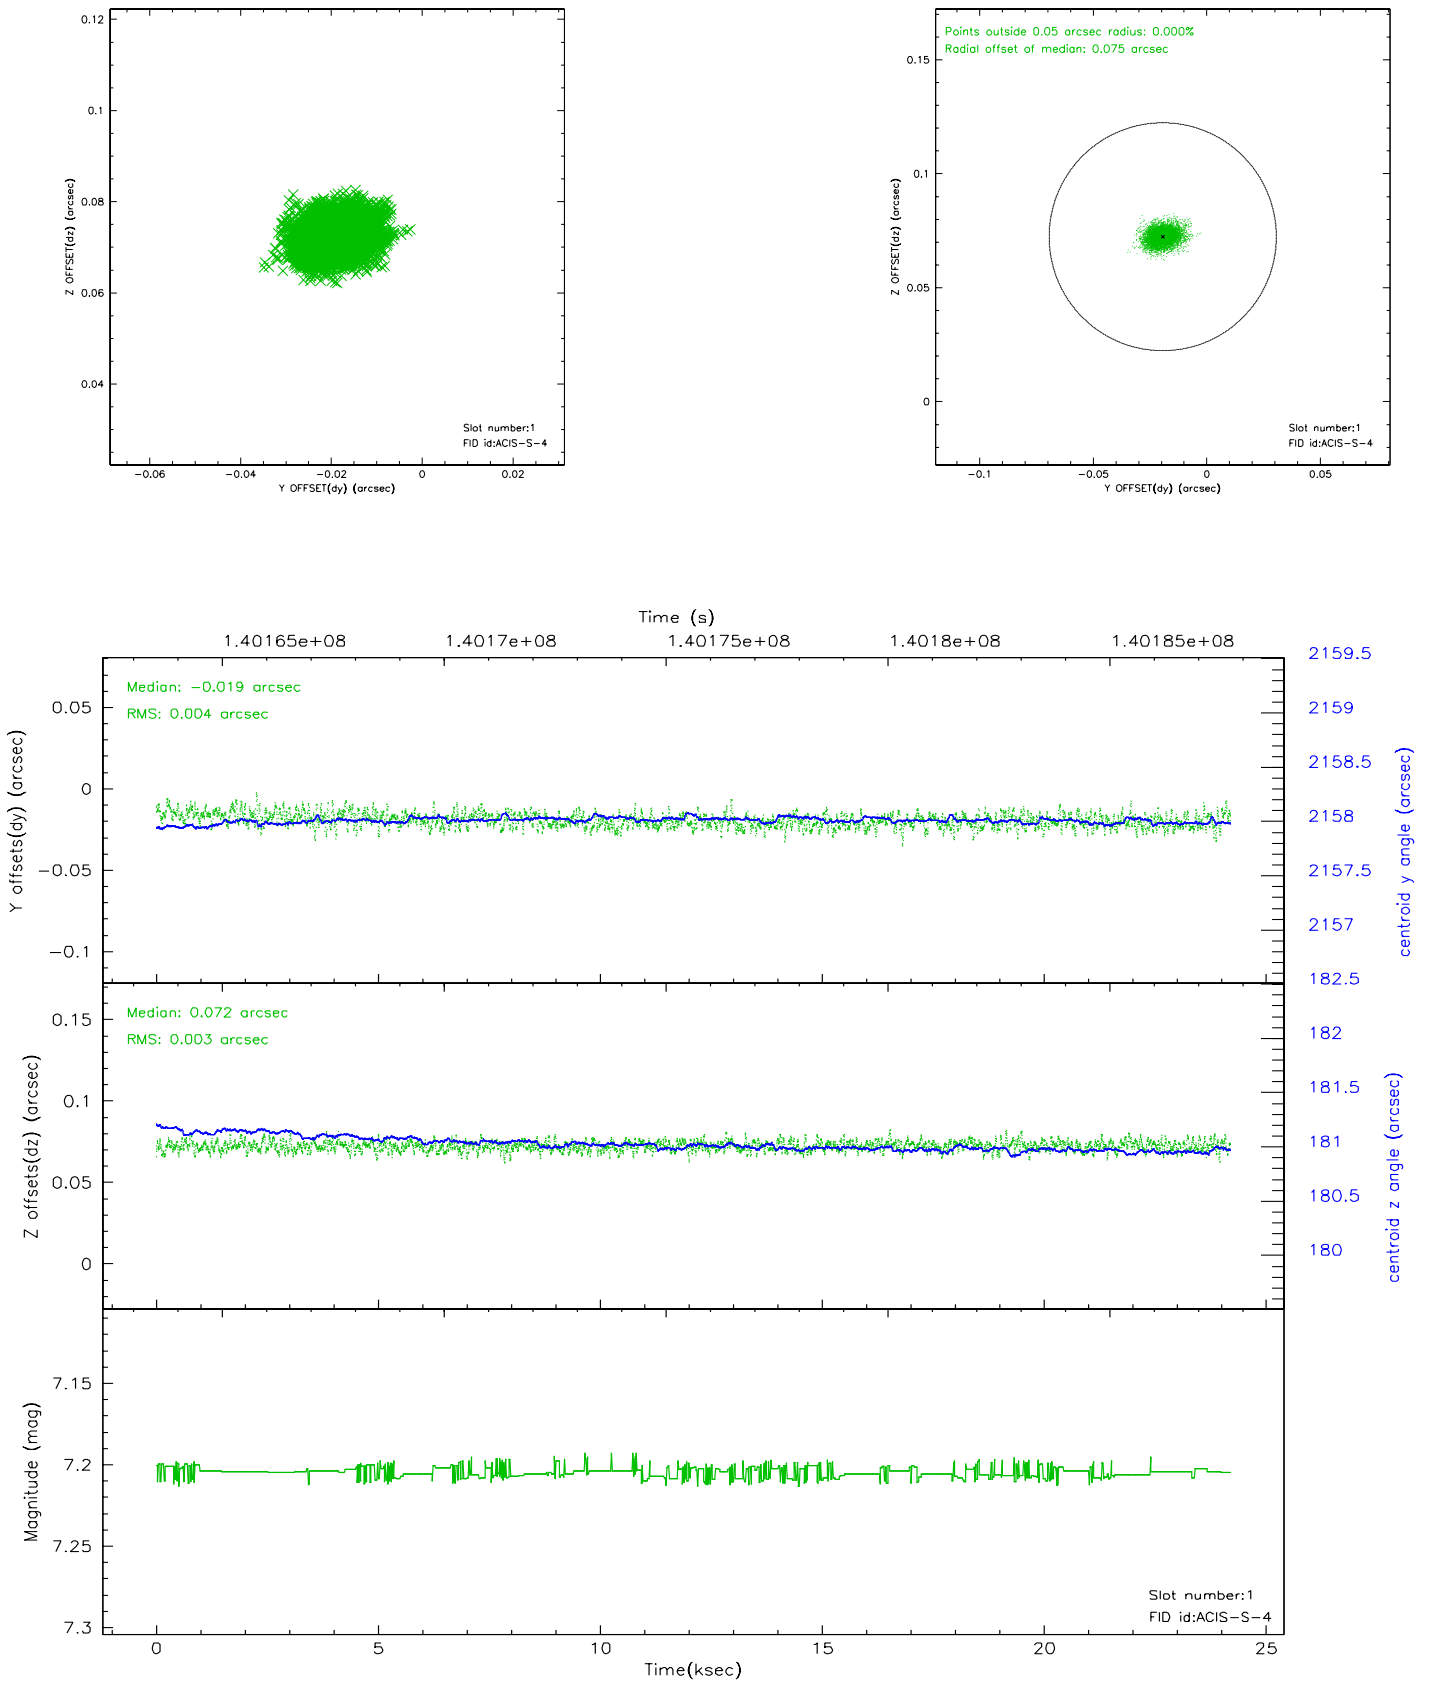 0.12
0.1
0.08
0.06
0.04
Z OFFSET(dz) (arcsec)
Slot number:1
FID id:ACIS-S-4
-0.06 -0.04 -0.02 0 0.02
Y OFFSET(dy) (arcsec)
Points outside 0.05 arcsec radius: 0.000%
Radial offset of median: 0.075 arcsec
0.15
0.1
0.05
0
Z OFFSET(dz) (arcsec)
Slot number:1
FID id:ACIS-S-4
-0.1 -0.05 0 0.05
Y OFFSET(dy) (arcsec)
Time (s)
1.40165e+08 1.4017e+08 1.40175e+08 1.4018e+08 1.40185e+08
Median: -0.019 arcsec
RMS: 0.004 arcsec
0.05
0
-0.05
-0.1
Y offsets(dy) (arcsec)
2159.5
2159
2158.5
2158
2157.5
2157
centroid y angle (arcsec)
Median: 0.072 arcsec
RMS: 0.003 arcsec
0.15
0.1
0.05
0
Z offsets(dz) (arcsec)
182.5
182
181.5
181
180.5
180
centroid z angle (arcsec)
7.15
7.2
7.25
7.3
Magnitude (mag)
Slot number:1
FID id:ACIS-S-4
0 5 10 15 20 25
Time(ksec)